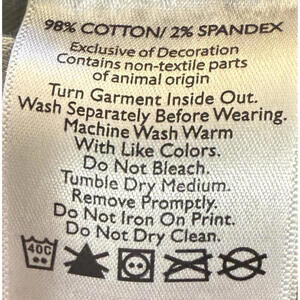 98% COTTON/ 2% SPANDEX
Exclusive of Decoration
Contains non-textile parts
of animal origin
Turn Garment Inside Out.
Wash Separately Before Wearing.
Machine Wash Warm
With Like Colors.
Do Not Bleach.
Tumble Dry Medium.
Remove Promptly.
Do Not Iron On Print.
Do Not Dry Clean.
40C